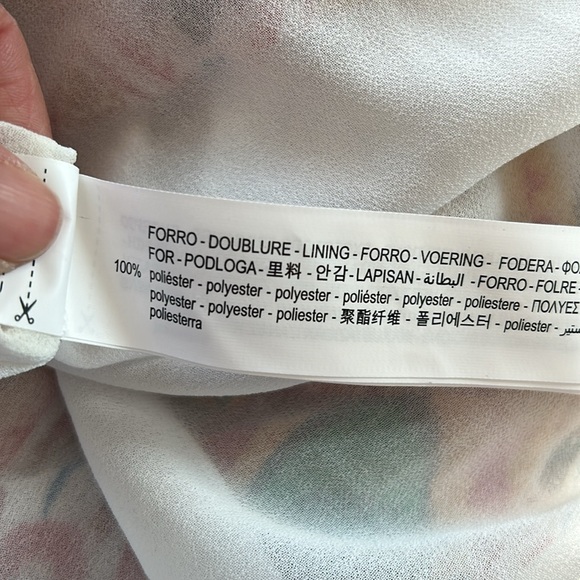 FORRO - DOUBLURE - LINING - FORRO - VOERING - FODERA - ΦΟ
FOR - PODLOGA - 里料 - 안감 - LAPISAN - البطانة - FORRO - FOLRE -
100% poliéster - polyester - polyester - poliéster - polyester - poliestere - ΠΟΛΥΕΣ
polyester - polyester - poliester - 聚酯纤维 - 폴리에스터 - poliester -
poliesterra